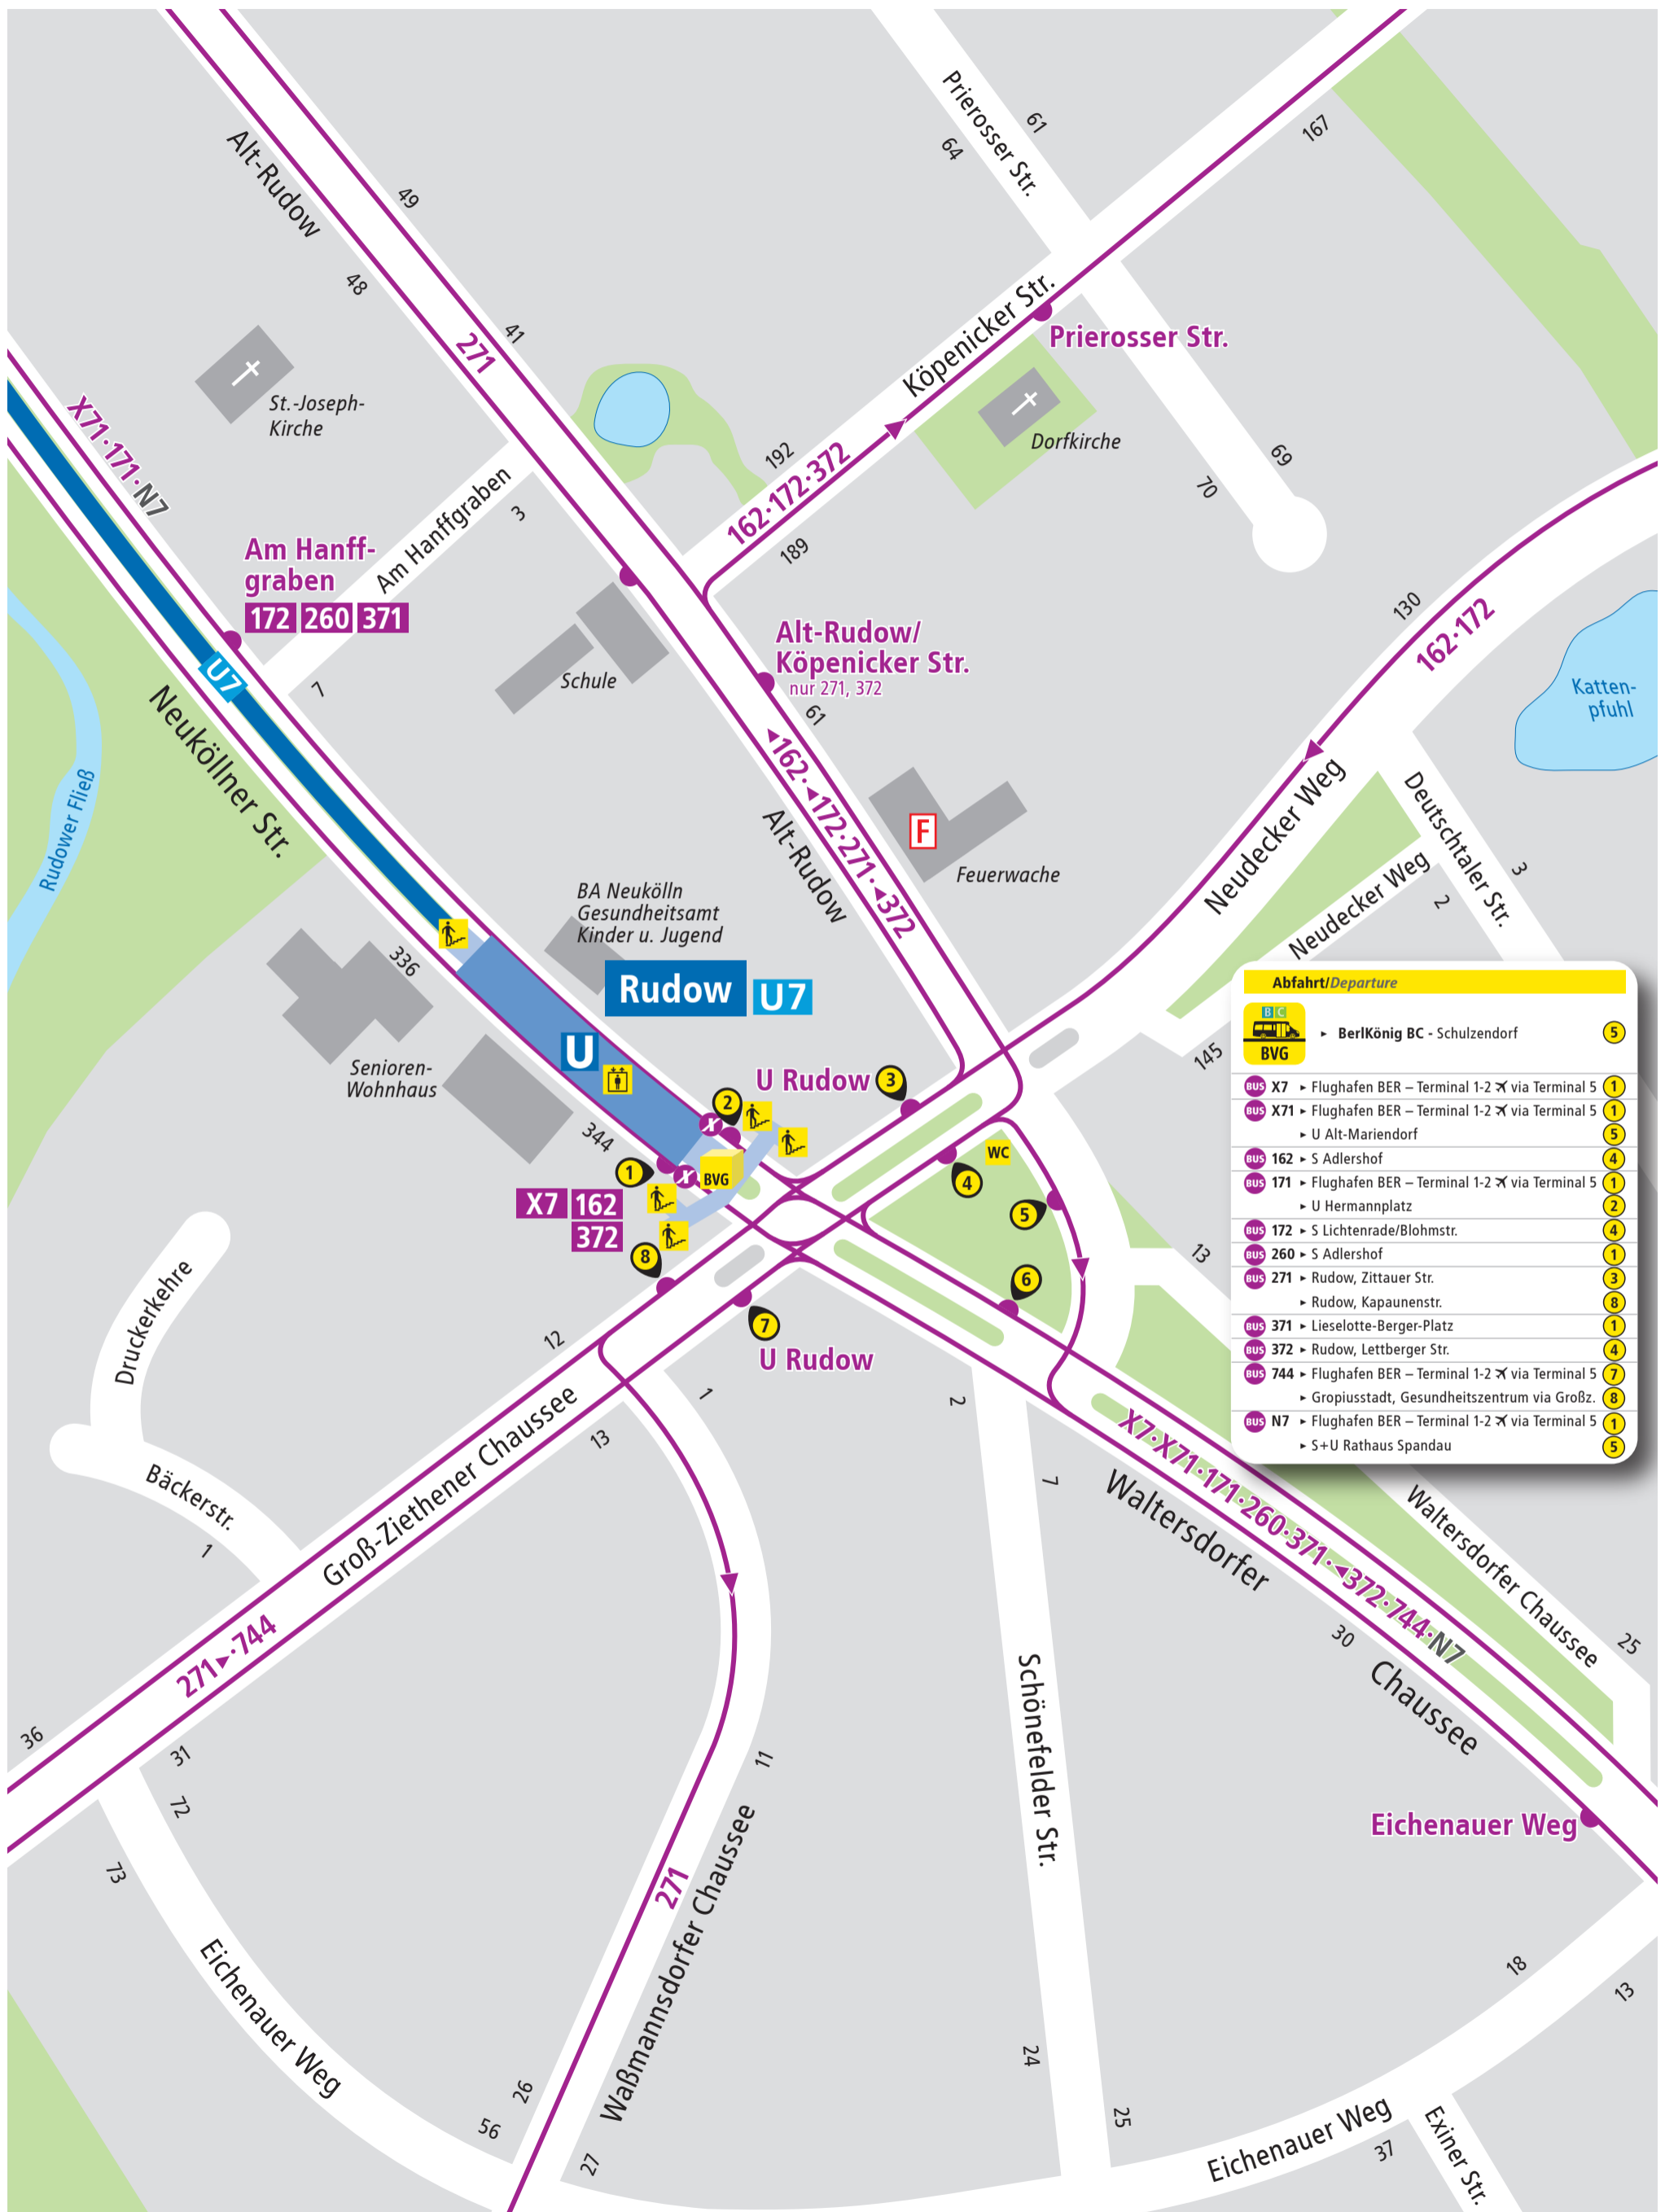 Alt-Rudow
49
48
41
271
Prierosser Str.
61
64
167
Köpenicker Str.
Prierosser Str.
St.-Joseph-
Kirche
X71·171·N7
192
162·172·372
189
Dorfkirche
69
70
Am Hanff-
graben
172 260 371
Am Hanffgraben
3
7
U7
Neuköllner Str.
Rudower Fließ
Schule
Alt-Rudow/
Köpenicker Str.
nur 271, 372
61
130
162·172
Katten-
pfuhl
◄162·◄172·271·◄372
Alt-Rudow
F
Feuerwache
Neudecker Weg
Deutschtaler Str.
3
Neudecker Weg
2
145
BA Neukölln
Gesundheitsamt
Kinder u. Jugend
336
Rudow U7
U
Senioren-
Wohnhaus
344
U Rudow
3
2
1
X
X
BVG
X7 162
372
8
WC
4
5
6
7
U Rudow
13
Abfahrt/Departure
B C
BVG
► BerlKönig BC - Schulzendorf 5
BUS X7 ► Flughafen BER – Terminal 1-2 ✈ via Terminal 5 1
BUS X71 ► Flughafen BER – Terminal 1-2 ✈ via Terminal 5 1
► U Alt-Mariendorf 5
BUS 162 ► S Adlershof 4
BUS 171 ► Flughafen BER – Terminal 1-2 ✈ via Terminal 5 1
► U Hermannplatz 2
BUS 172 ► S Lichtenrade/Blohmstr. 4
BUS 260 ► S Adlershof 1
BUS 271 ► Rudow, Zittauer Str. 3
► Rudow, Kapaunenstr. 8
BUS 371 ► Lieselotte-Berger-Platz 1
BUS 372 ► Rudow, Lettberger Str. 4
BUS 744 ► Flughafen BER – Terminal 1-2 ✈ via Terminal 5 7
► Gropiusstadt, Gesundheitszentrum via Großz. 8
BUS N7 ► Flughafen BER – Terminal 1-2 ✈ via Terminal 5 1
► S+U Rathaus Spandau 5
Druckerkehre
Bäckerstr.
1
12
13
1
2
7
Groß-Ziethener Chaussee
271►·744
36
31
72
73
X7·X71·171·260·371·◄372·744·N7
Waltersdorfer
Chaussee
30
Waltersdorfer Chaussee
25
Eichenauer Weg
Schönefelder Str.
11
271
Waßmannsdorfer Chaussee
Eichenauer Weg
56
26
27
24
25
18
13
Eichenauer Weg
37
Exiner Str.